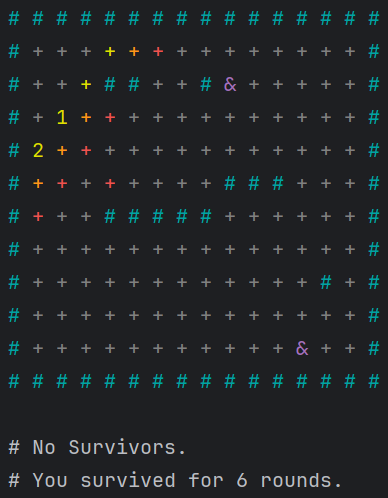 # # # # # # # # # # # # # # # #
# + + + + + + + + + + + + + + #
# + + + # # + + # & + + + + + #
# + 1 + + + + + + + + + + + + #
# 2 + + + + + + + + + + + + + #
# + + + + + + + + # # # + + + #
# + + + # # # # # + + + + + + #
# + + + + + + + + + + + + + + #
# + + + + + + + + + + + + # + #
# + + + + + + + + + + + + + + #
# + + + + + + + + + + + & + + #
# # # # # # # # # # # # # # # #
# No Survivors.
# You survived for 6 rounds.